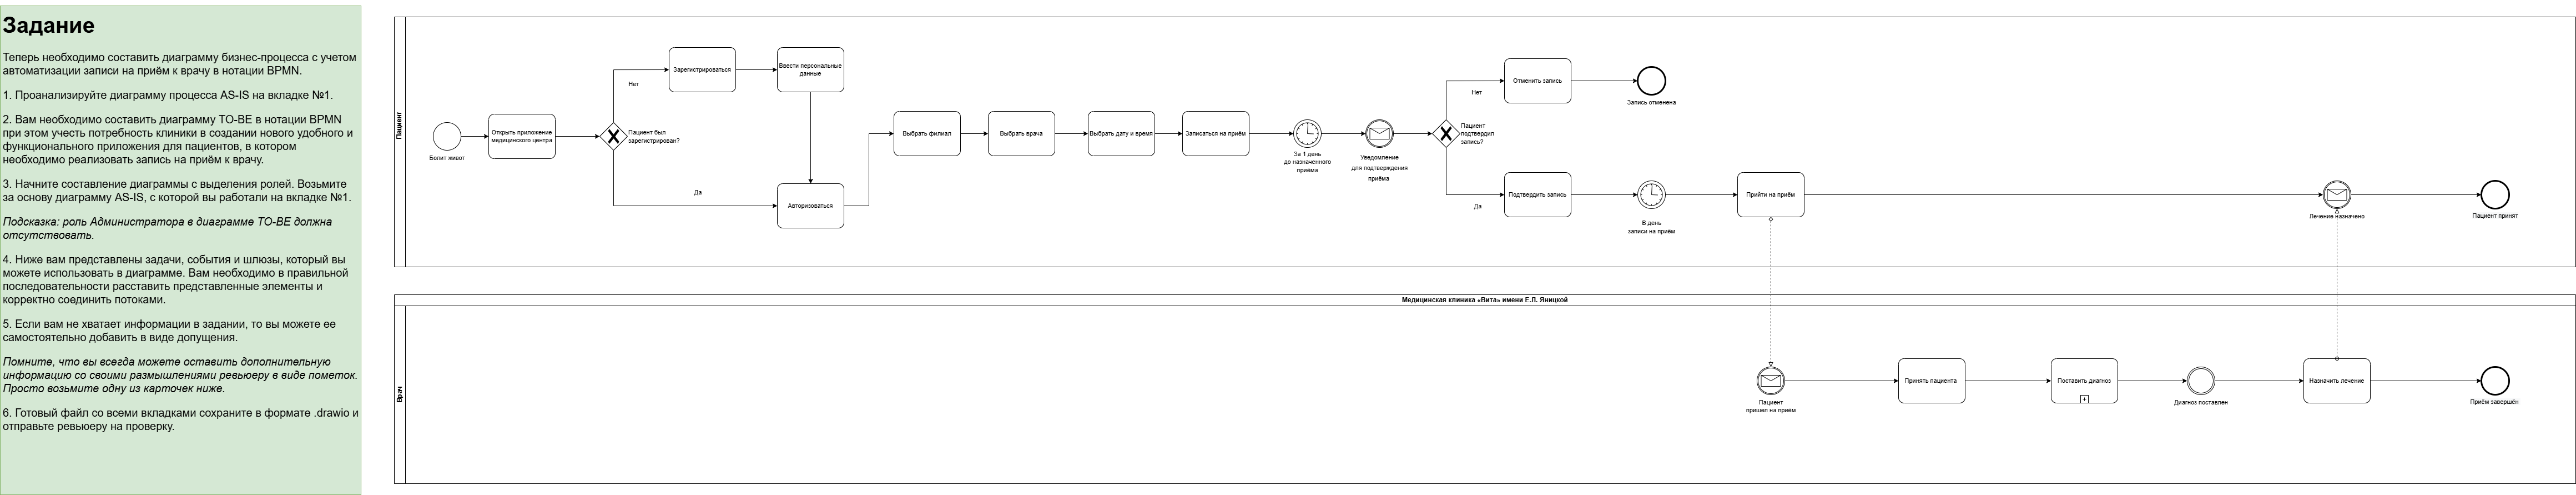 Задание
Теперь необходимо составить диаграмму бизнес-процесса с учетом
автоматизации записи на приём к врачу в нотации BPMN.
1. Проанализируйте диаграмму процесса AS-IS на вкладке №1.
2. Вам необходимо составить диаграмму TO-BE в нотации BPMN
при этом учесть потребность клиники в создании нового удобного и
функционального приложения для пациентов, в котором
необходимо реализовать запись на приём к врачу.
3. Начните составление диаграммы с выделения ролей. Возьмите
за основу диаграмму AS-IS, с которой вы работали на вкладке №1.
Подсказка: роль Администратора в диаграмме TO-BE должна
отсутствовать.
4. Ниже вам представлены задачи, события и шлюзы, который вы
можете использовать в диаграмме. Вам необходимо в правильной
последовательности расставить представленные элементы и
корректно соединить потоками.
5. Если вам не хватает информации в задании, то вы можете ее
самостоятельно добавить в виде допущения.
Помните, что вы всегда можете оставить дополнительную
информацию со своими размышлениями ревьюеру в виде пометок.
Просто возьмите одну из карточек ниже.
6. Готовый файл со всеми вкладками сохраните в формате .drawio и
отправьте ревьюеру на проверку.
Пациент
Болит живот
Открыть приложение
медицинского центра
Пациент был
зарегистрирован?
Нет
Зарегистрироваться
Ввести персональные
данные
Да
Авторизоваться
Выбрать филиал
Выбрать врача
Выбрать дату и время
Записаться на приём
За 1 день
до назначенного
приёма
Уведомление
для подтверждения
приёма
Пациент
подтвердил
запись?
Нет
Отменить запись
Запись отменена
Да
Подтвердить запись
В день
записи на приём
Прийти на приём
Лечение назначено
Пациент принят
Медицинская клиника «Вита» имени Е.Л. Яницкой
Врач
Пациент
пришел на приём
Принять пациента
Поставить диагноз
Диагноз поставлен
Назначить лечение
Приём завершён